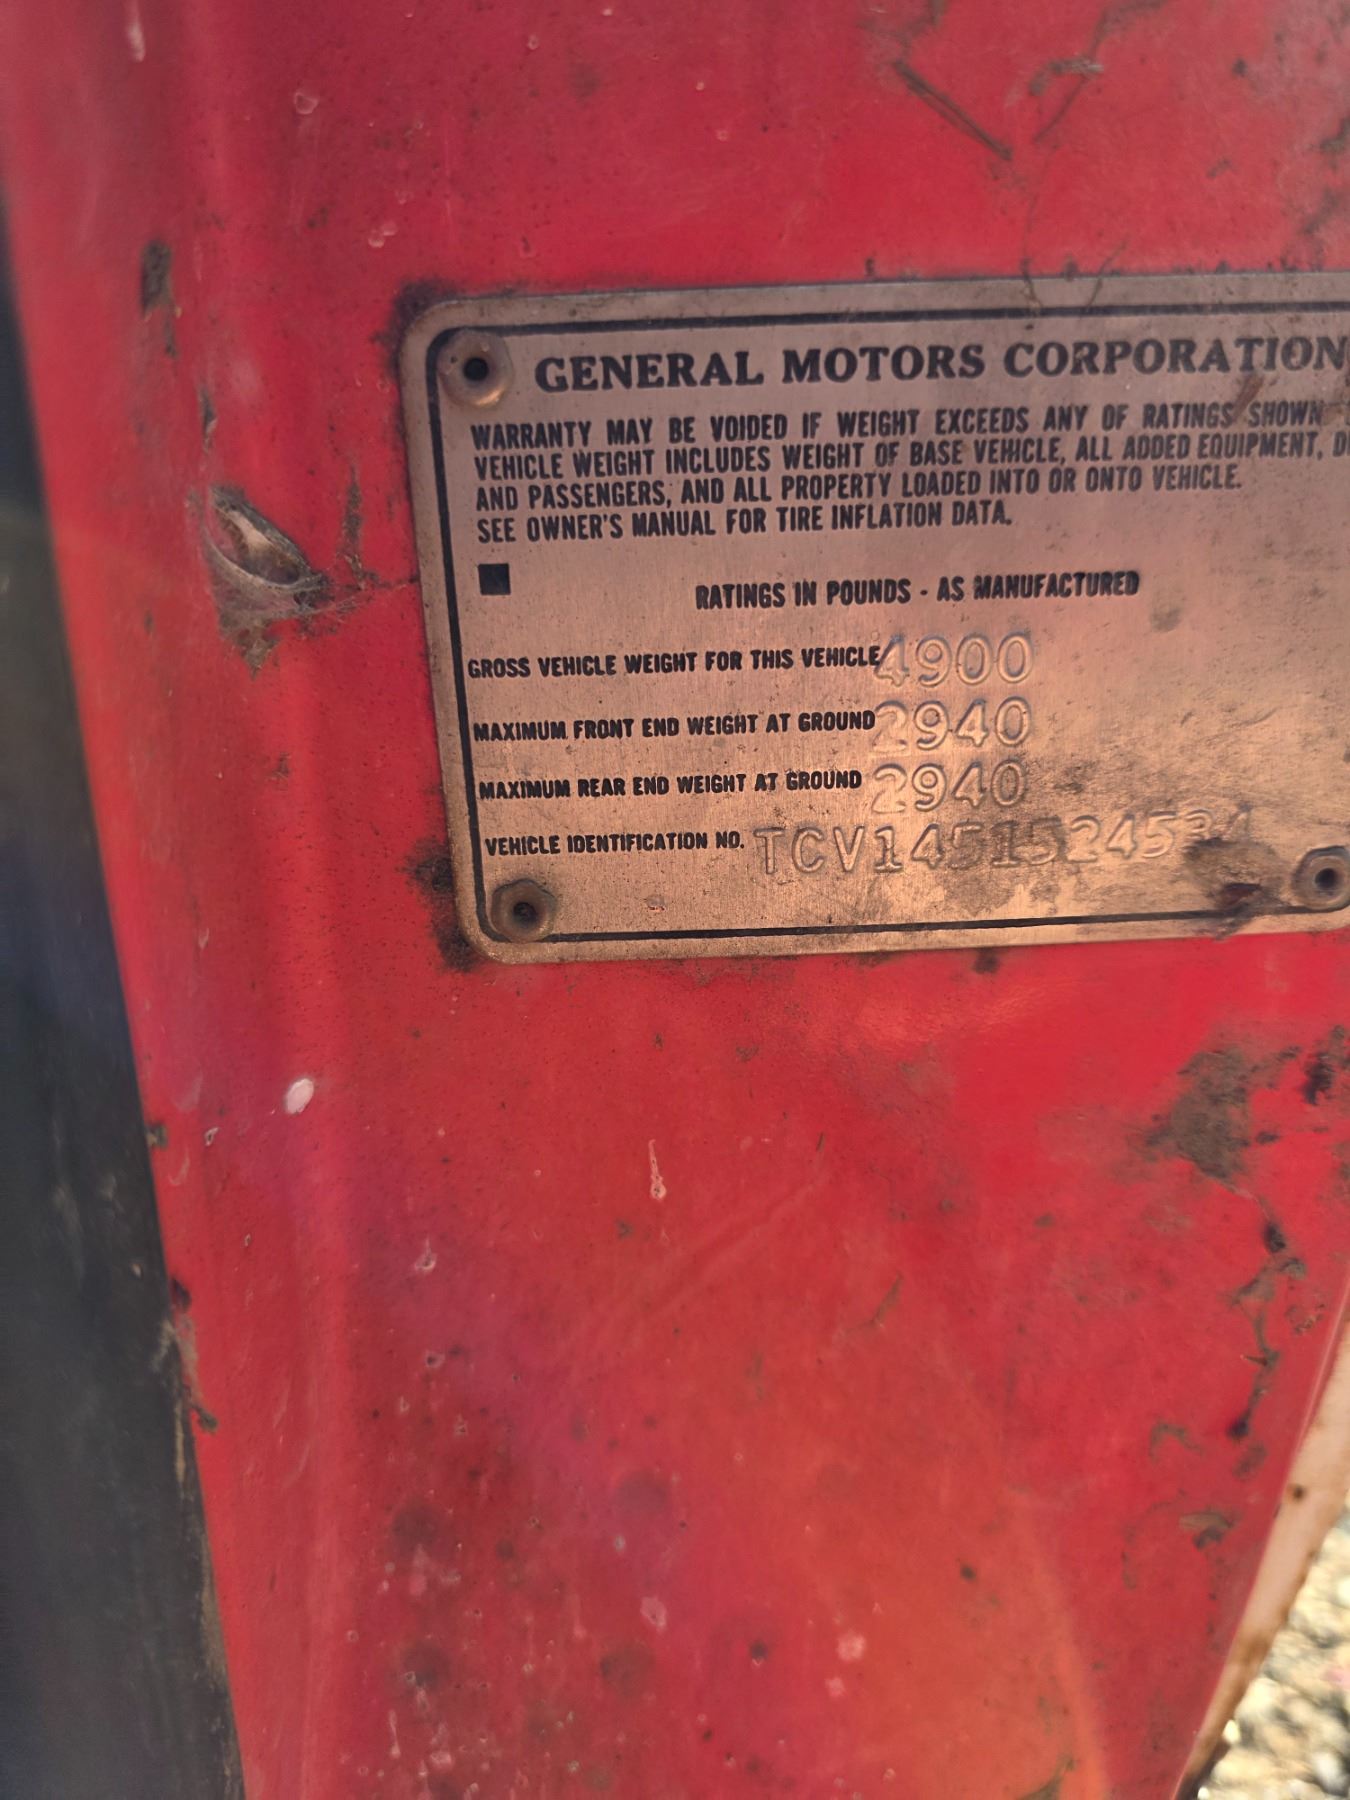 GENERAL MOTORS CORPORATION
WARRANTY MAY BE VOIDED IF WEIGHT EXCEEDS ANY OF RATINGS SHOWN
VEHICLE WEIGHT INCLUDES WEIGHT OF BASE VEHICLE, ALL ADDED EQUIPMENT,
AND PASSENGERS, AND ALL PROPERTY LOADED INTO OR ONTO VEHICLE.
SEE OWNER'S MANUAL FOR TIRE INFLATION DATA.
RATINGS IN POUNDS - AS MANUFACTURED
GROSS VEHICLE WEIGHT FOR THIS VEHICLE 4900
MAXIMUM FRONT END WEIGHT AT GROUND 2940
MAXIMUM REAR END WEIGHT AT GROUND 2940
VEHICLE IDENTIFICATION NO. TCV1451524534